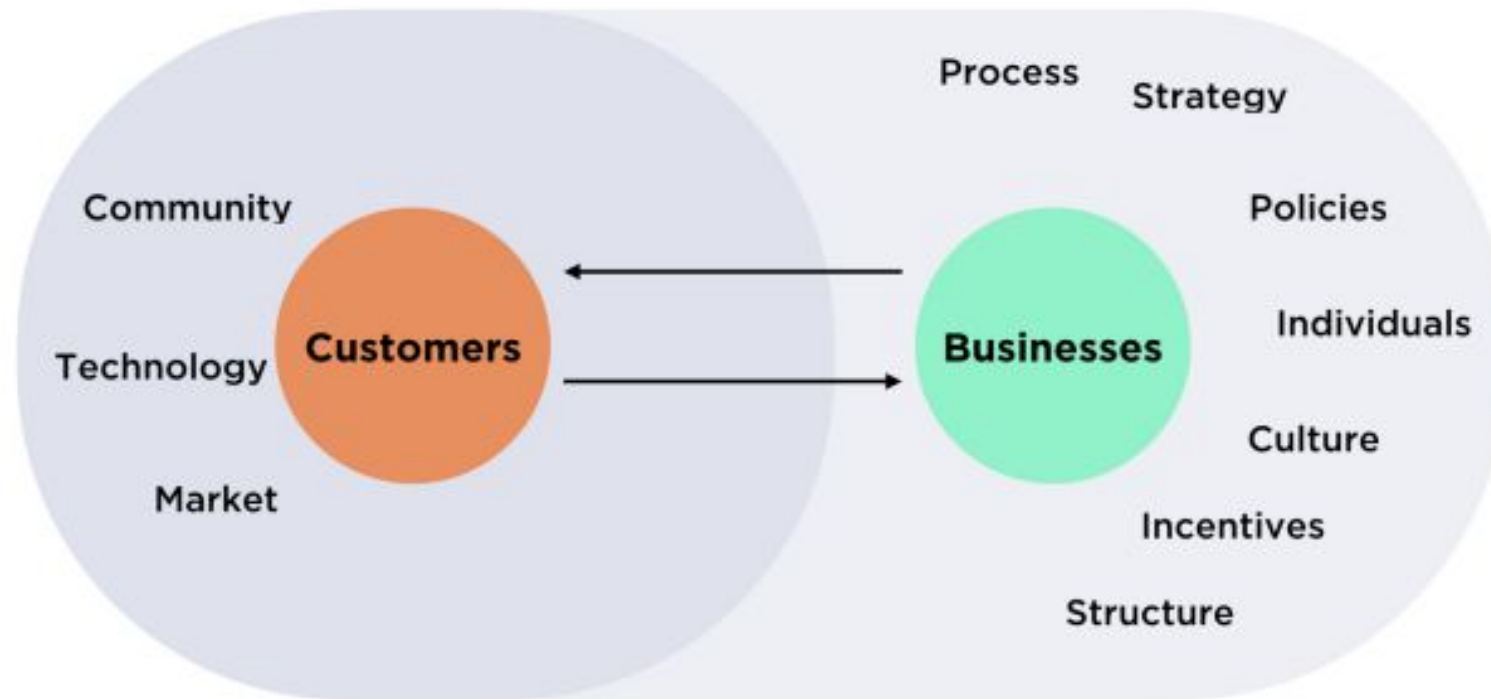 Process
Strategy
Community
Policies
Individuals
Customers
Businesses
Technology
Culture
Market
Incentives
Structure